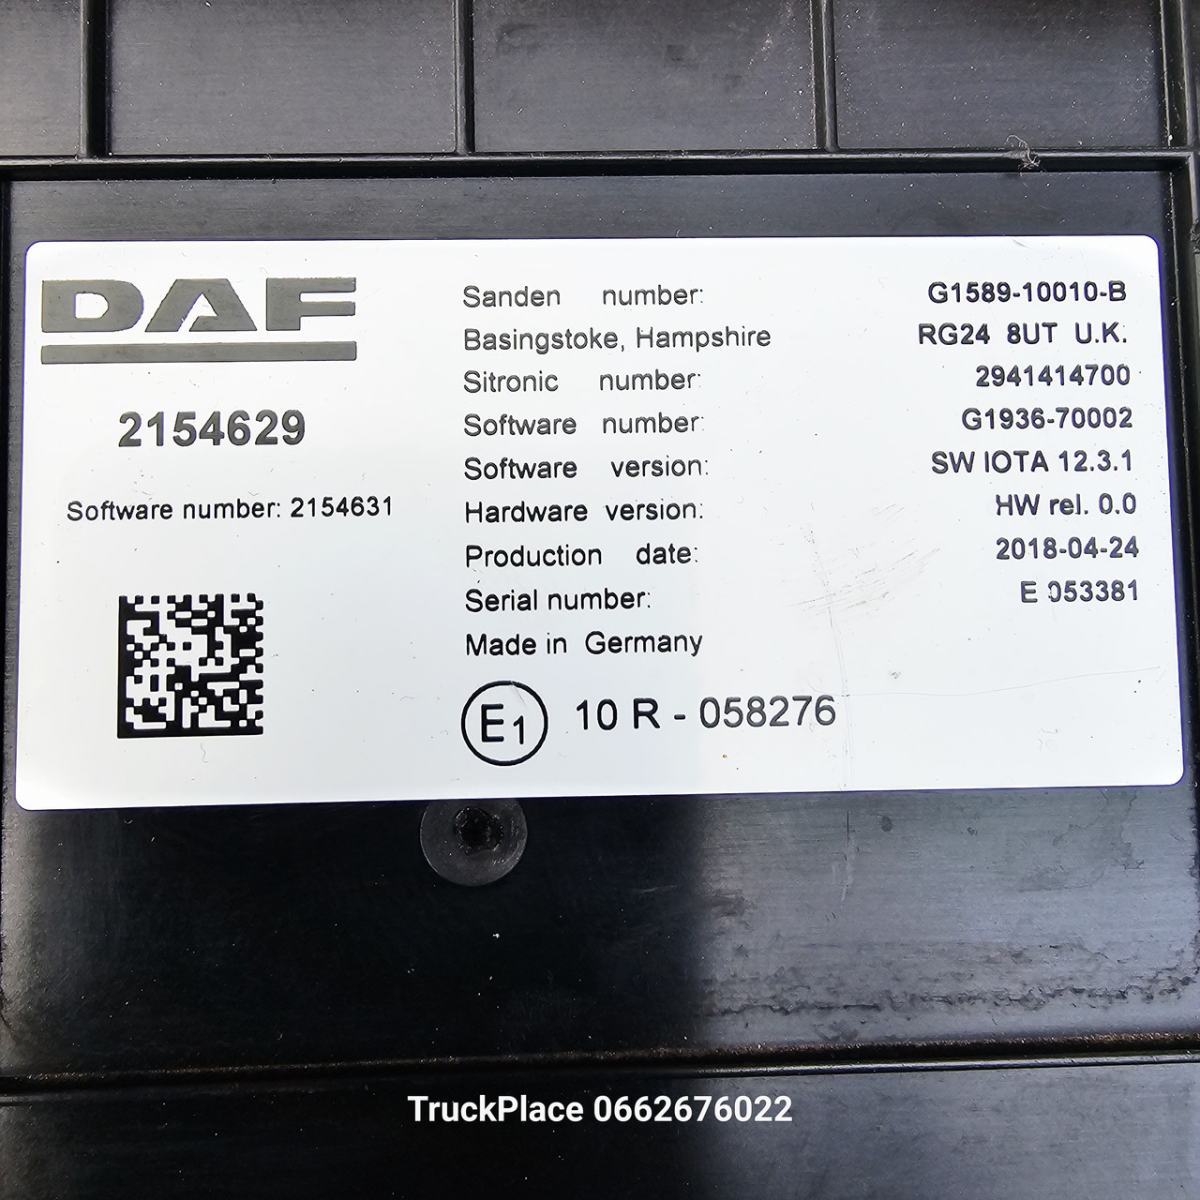 DAF
2154629
Software number: 2154631
Sanden number: G1589-10010-B
Basingstoke, Hampshire RG24 8UT U.K.
Sitronic number: 2941414700
Software number: G1936-70002
Software version: SW IOTA 12.3.1
Hardware version: HW rel. 0.0
Production date: 2018-04-24
Serial number: E 053381
Made in Germany
E1 10 R - 058276
TruckPlace 0662676022